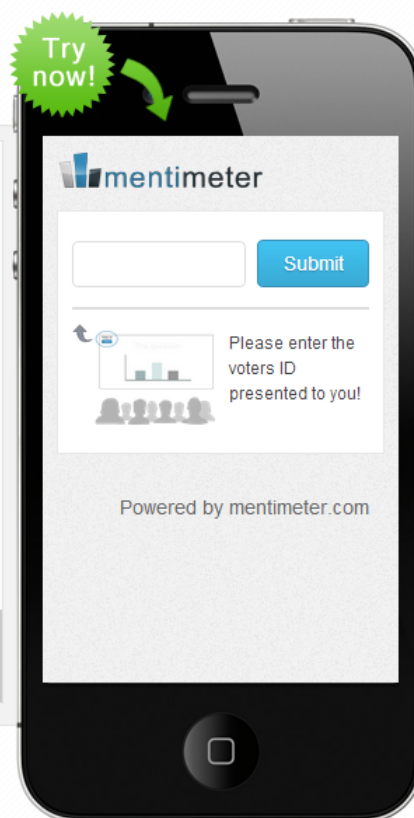 Try
now!
mentimeter
Submit
Please enter the
voters ID
presented to you!
Powered by mentimeter.com